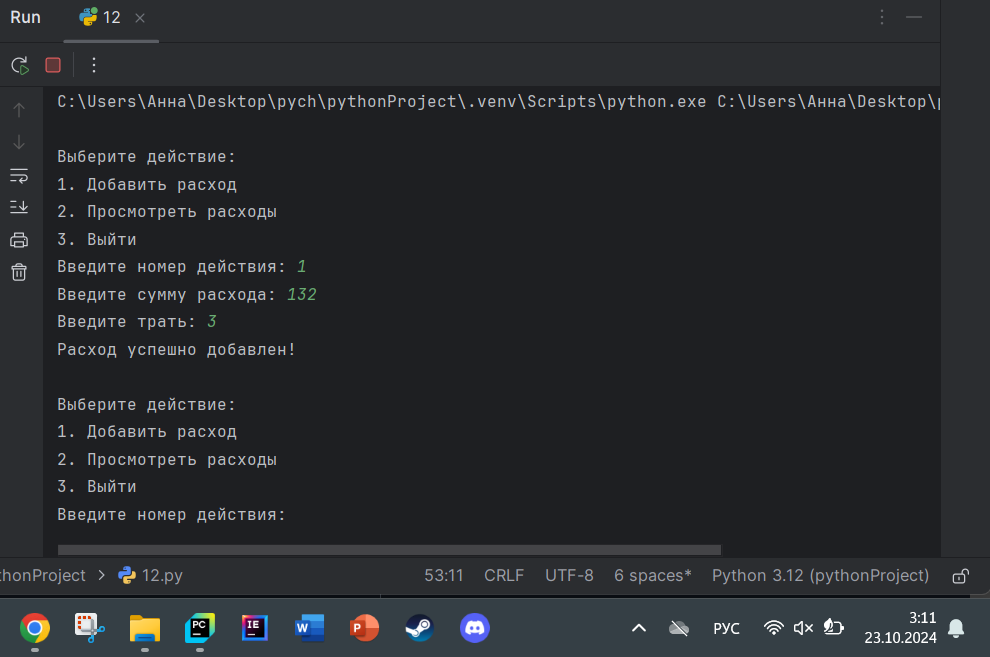 Run 12
C:\Users\Анна\Desktop\pych\pythonProject\.venv\Scripts\python.exe C:\Users\Анна\Desktop\
Выберите действие:
1. Добавить расход
2. Просмотреть расходы
3. Выйти
Введите номер действия: 1
Введите сумму расхода: 132
Введите трать: 3
Расход успешно добавлен!
Выберите действие:
1. Добавить расход
2. Просмотреть расходы
3. Выйти
Введите номер действия:
thonProject > 12.py 53:11 CRLF UTF-8 6 spaces* Python 3.12 (pythonProject)
PC IE W P РУС 3:11
23.10.2024